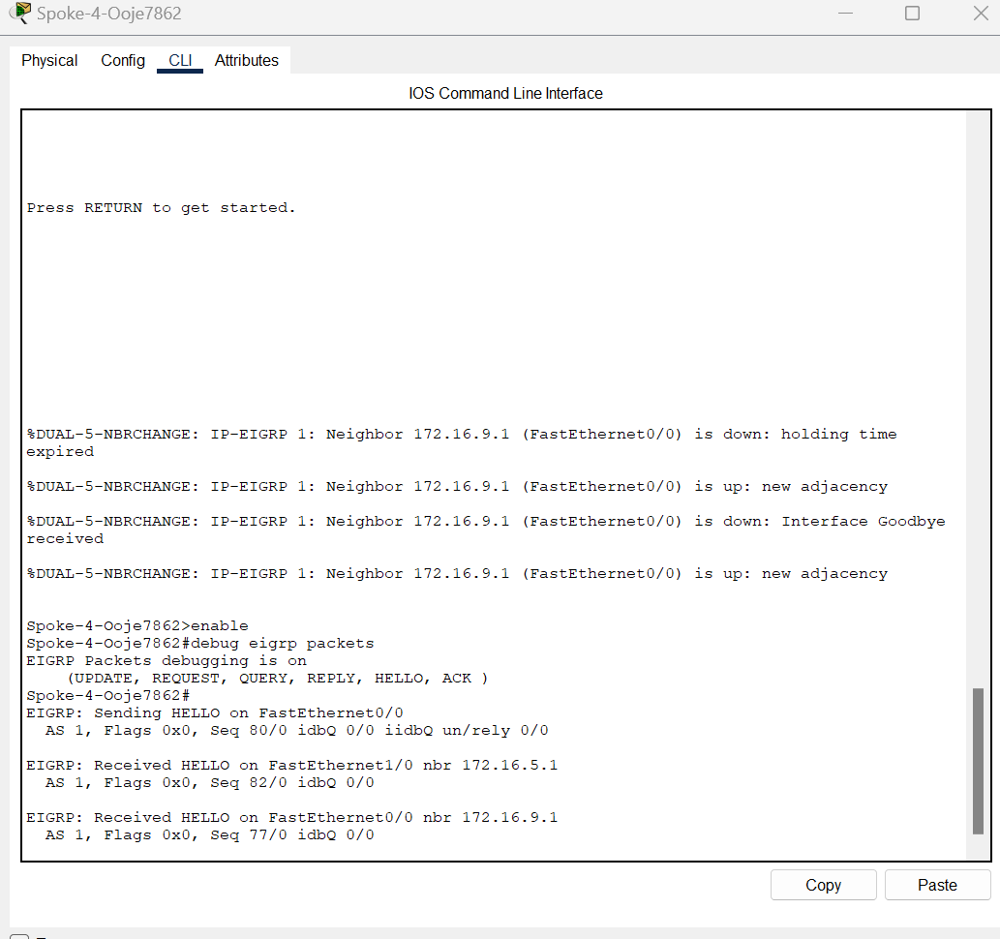 Spoke-4-Ooje7862
Physical Config CLI Attributes
IOS Command Line Interface
Press RETURN to get started.
%DUAL-5-NBRCHANGE: IP-EIGRP 1: Neighbor 172.16.9.1 (FastEthernet0/0) is down: holding time
expired
%DUAL-5-NBRCHANGE: IP-EIGRP 1: Neighbor 172.16.9.1 (FastEthernet0/0) is up: new adjacency
%DUAL-5-NBRCHANGE: IP-EIGRP 1: Neighbor 172.16.9.1 (FastEthernet0/0) is down: Interface Goodbye
received
%DUAL-5-NBRCHANGE: IP-EIGRP 1: Neighbor 172.16.9.1 (FastEthernet0/0) is up: new adjacency
Spoke-4-Ooje7862>enable
Spoke-4-Ooje7862#debug eigrp packets
EIGRP Packets debugging is on
(UPDATE, REQUEST, QUERY, REPLY, HELLO, ACK )
Spoke-4-Ooje7862#
EIGRP: Sending HELLO on FastEthernet0/0
AS 1, Flags 0x0, Seq 80/0 idbQ 0/0 iidbQ un/rely 0/0
EIGRP: Received HELLO on FastEthernet1/0 nbr 172.16.5.1
AS 1, Flags 0x0, Seq 82/0 idbQ 0/0
EIGRP: Received HELLO on FastEthernet0/0 nbr 172.16.9.1
AS 1, Flags 0x0, Seq 77/0 idbQ 0/0
Copy Paste